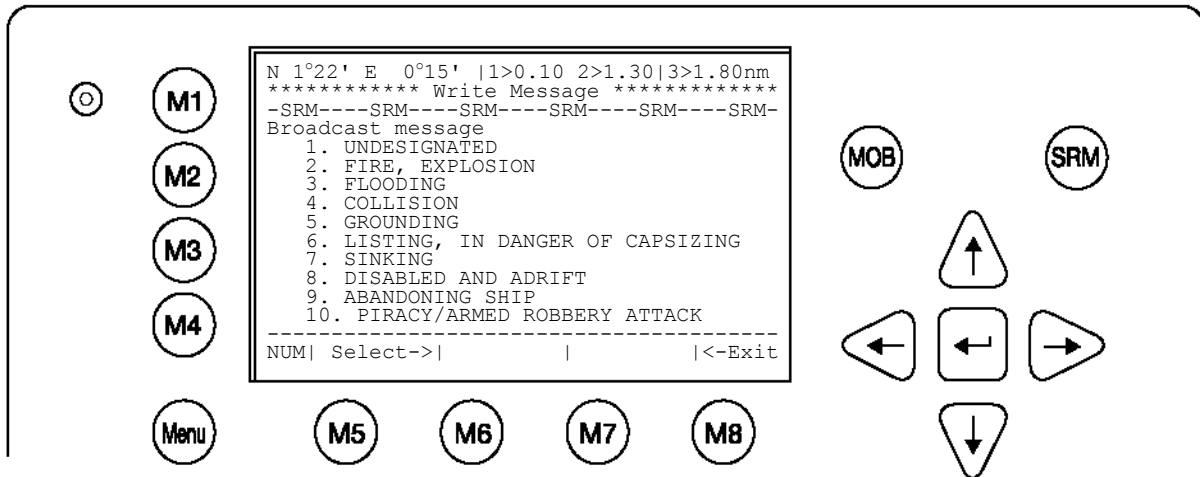 N 1°22' E 0°15' |1>0.10 2>1.30|3>1.80nm
************ Write Message *************
-SRM----SRM----SRM----SRM----SRM----SRM-
Broadcast message
1. UNDESIGNATED
2. FIRE, EXPLOSION
3. FLOODING
4. COLLISION
5. GROUNDING
6. LISTING, IN DANGER OF CAPSIZING
7. SINKING
8. DISABLED AND ADRIFT
9. ABANDONING SHIP
10. PIRACY/ARMED ROBBERY ATTACK
----------------------------------------
NUM| Select->| | |<-Exit
M1
M2
M3
M4
Menu
M5
M6
M7
M8
MOB
SRM